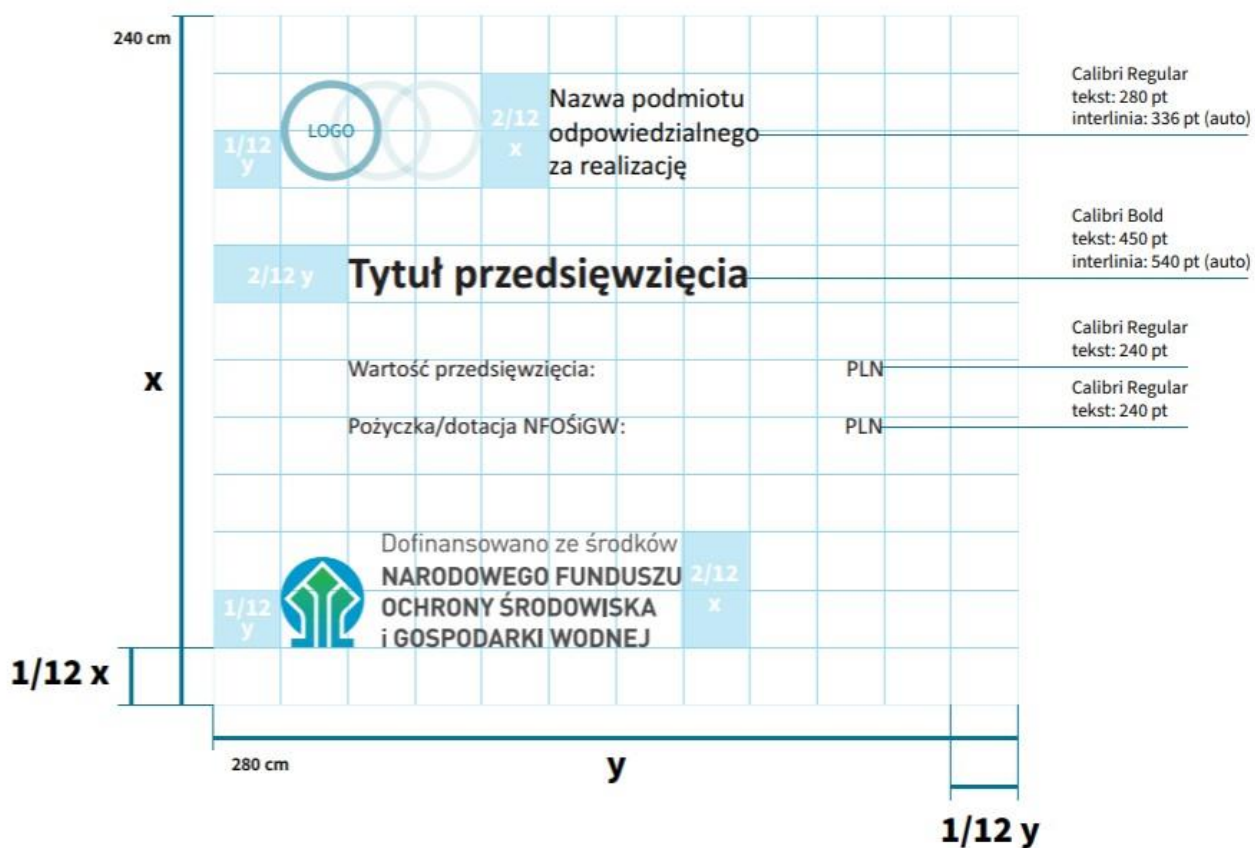 240 cm
LOGO
1/12
y
2/12
x
Nazwa podmiotu
odpowiedzialnego
za realizację
Calibri Regular
tekst: 280 pt
interlinia: 336 pt (auto)
2/12 y
Tytuł przedsięwzięcia
Calibri Bold
tekst: 450 pt
interlinia: 540 pt (auto)
x
Wartość przedsięwzięcia: PLN
Calibri Regular
tekst: 240 pt
Pożyczka/dotacja NFOŚiGW: PLN
Calibri Regular
tekst: 240 pt
1/12
y
Dofinansowano ze środków
NARODOWEGO FUNDUSZU
OCHRONY ŚRODOWISKA
i GOSPODARKI WODNEJ
2/12
x
1/12 x
280 cm
y
1/12 y